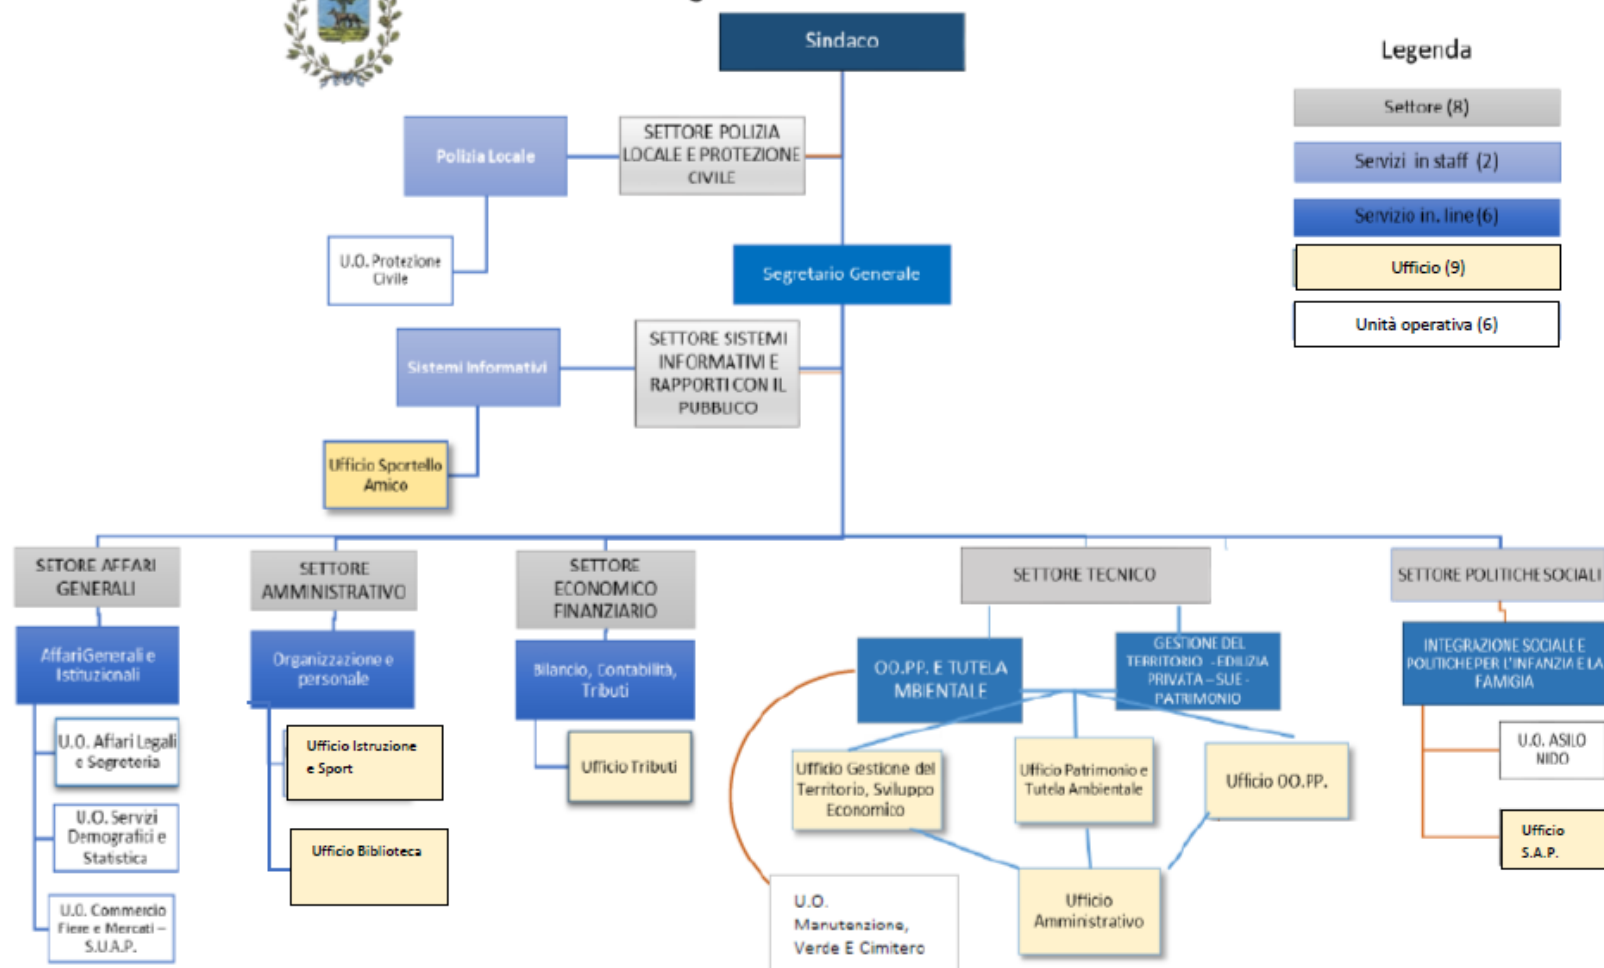 Sindaco
Legenda
Settore (8)
Servizi in staff (2)
Servizio in. line (6)
Ufficio (9)
Unità operativa (6)
Polizia Locale
SETTORE POLIZIA
LOCALE E PROTEZIONE
CIVILE
U.O. Protezione
Civile
Segretario Generale
Sistemi Informativi
SETTORE SISTEMI
INFORMATIVI E
RAPPORTI CON IL
PUBBLICO
Ufficio Sportello
Amico
SETORE AFFARI
GENERALI
Affari Generali e
Istituzionali
U.O. Affari Legali
e Segreteria
U.O. Servizi
Demografici e
Statistica
U.O. Commercio
Fiere e Mercati –
S.U.A.P.
SETTORE
AMMINISTRATIVO
Organizzazione e
personale
Ufficio Istruzione
e Sport
Ufficio Biblioteca
SETTORE
ECONOMICO
FINANZIARIO
Bilancio, Contabilità,
Tributi
Ufficio Tributi
SETTORE TECNICO
OO.PP. E TUTELA
MBIENTALE
GESTIONE DEL
TERRITORIO - EDILIZIA
PRIVATA – SUE -
PATRIMONIO
Ufficio Gestione del
Territorio, Sviluppo
Economico
Ufficio Patrimonio e
Tutela Ambientale
Ufficio OO.PP.
U.O.
Manutenzione,
Verde E Cimitero
Ufficio
Amministrativo
SETTORE POLITICHE SOCIALI
INTEGRAZIONE SOCIALE E
POLITICHE PER L'INFANZIA E LA
FAMIGIA
U.O. ASILO
NIDO
Ufficio
S.A.P.